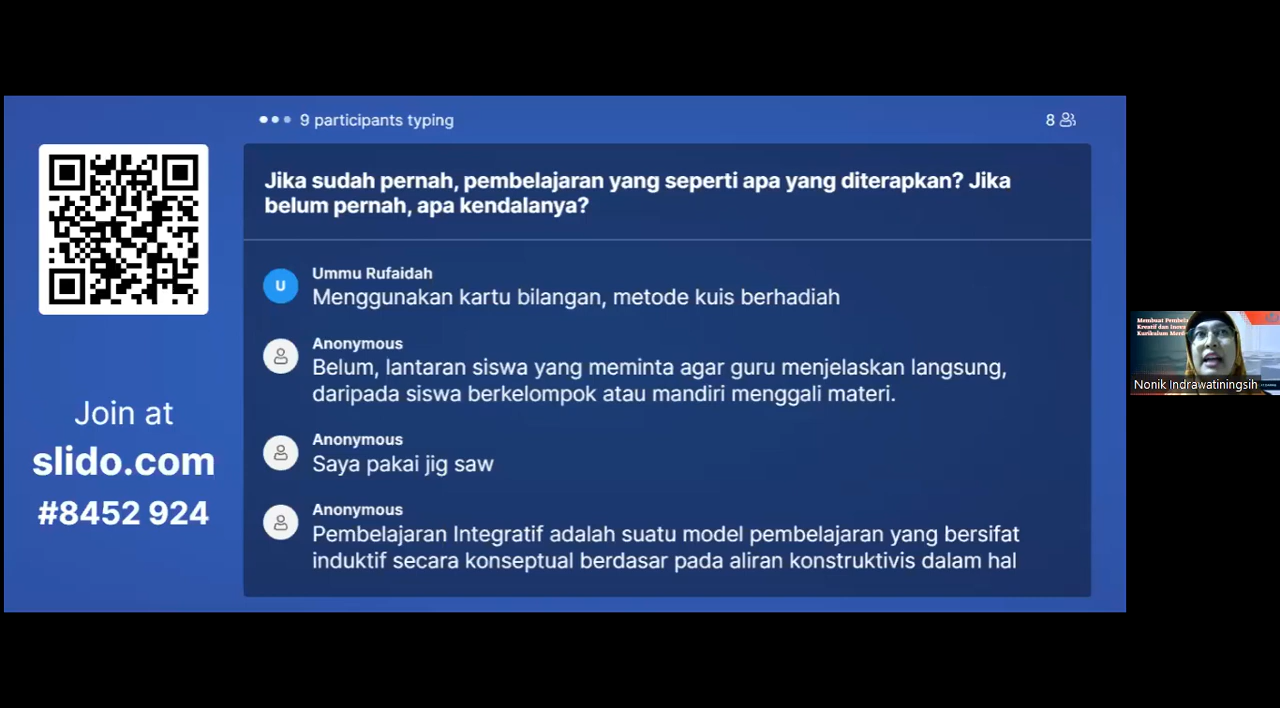 9 participants typing
8
Jika sudah pernah, pembelajaran yang seperti apa yang diterapkan? Jika
belum pernah, apa kendalanya?
U
Ummu Rufaidah
Menggunakan kartu bilangan, metode kuis berhadiah
Anonymous
Belum, lantaran siswa yang meminta agar guru menjelaskan langsung,
daripada siswa berkelompok atau mandiri menggali materi.
Anonymous
Saya pakai jig saw
Anonymous
Pembelajaran Integratif adalah suatu model pembelajaran yang bersifat
induktif secara konseptual berdasar pada aliran konstruktivis dalam hal
Join at
slido.com
#8452 924
Membuat
Kreatif dan
Nonik Indrawatiningsih